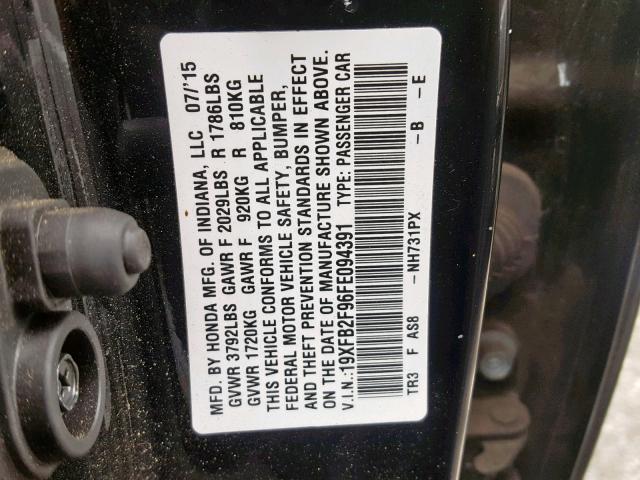 MFD. BY HONDA MFG. OF INDIANA, LLC 07/'15
GVWR 3792LBS GAWR F 2029LBS R 1786LBS
GVWR 1720KG GAWR F 920KG R 810KG
THIS VEHICLE CONFORMS TO ALL APPLICABLE
FEDERAL MOTOR VEHICLE SAFETY, BUMPER,
AND THEFT PREVENTION STANDARDS IN EFFECT
ON THE DATE OF MANUFACTURE SHOWN ABOVE.
V.I.N.:19XFB2F96FE094391 TYPE: PASSENGER CAR
TR3 F AS8 -NH731PX -B -E